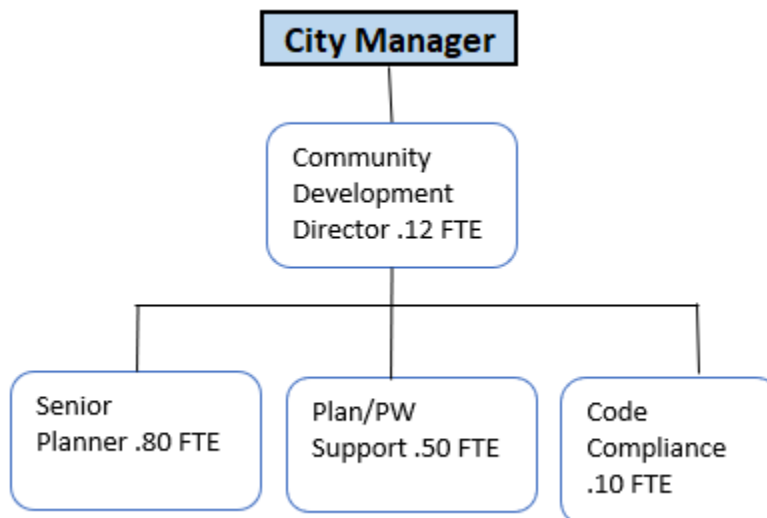 City Manager
Community
Development
Director .12 FTE
Senior
Planner .80 FTE
Plan/PW
Support .50 FTE
Code
Compliance
.10 FTE